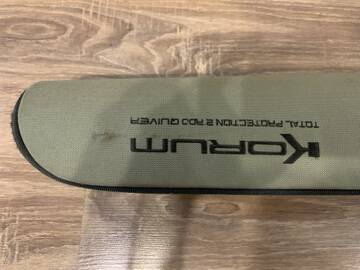 KORUM
TOTAL PROTECTION 2 ROD QUIVER